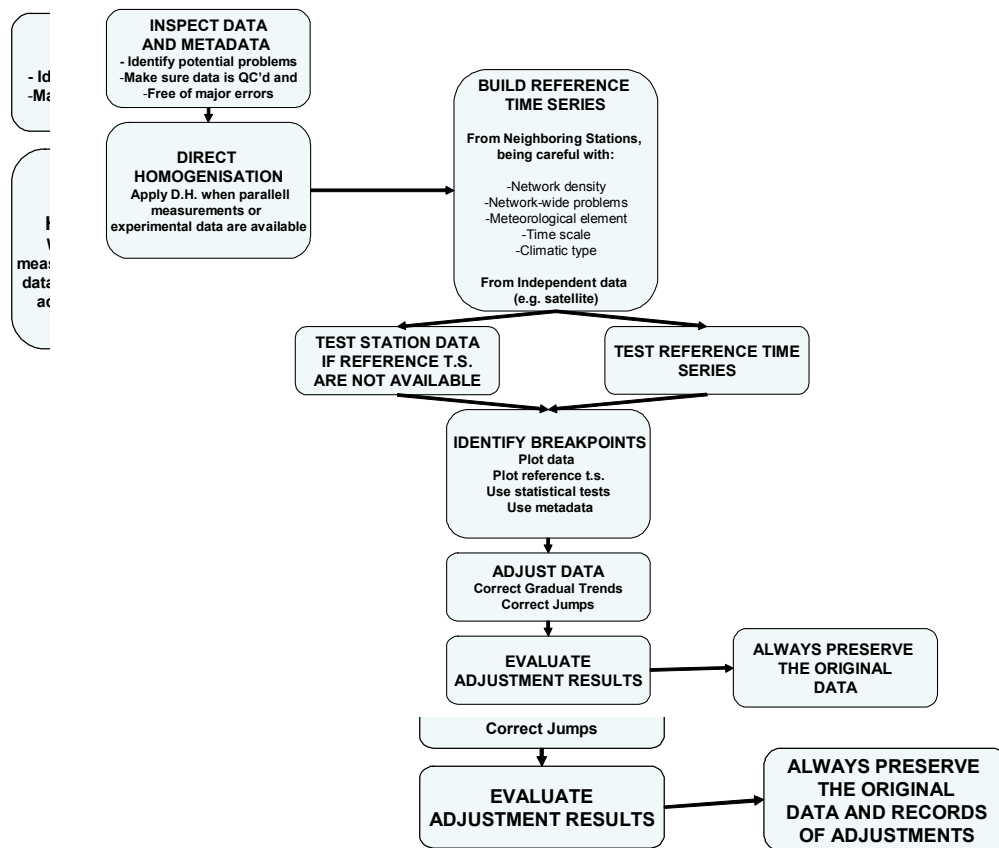 INSPECT DATA
AND METADATA
- Identify potential problems
-Make sure data is QC'd and
-Free of major errors
DIRECT
HOMOGENISATION
Apply D.H. when parallell
measurements or
experimental data are available
BUILD REFERENCE
TIME SERIES
From Neighboring Stations,
being careful with:
-Network density
-Network-wide problems
-Meteorological element
-Time scale
-Climatic type
From Independent data
(e.g. satellite)
TEST STATION DATA
IF REFERENCE T.S.
ARE NOT AVAILABLE
TEST REFERENCE TIME
SERIES
IDENTIFY BREAKPOINTS
Plot data
Plot reference t.s.
Use statistical tests
Use metadata
ADJUST DATA
Correct Gradual Trends
Correct Jumps
EVALUATE
ADJUSTMENT RESULTS
ALWAYS PRESERVE
THE ORIGINAL
DATA
Correct Jumps
EVALUATE
ADJUSTMENT RESULTS
ALWAYS PRESERVE
THE ORIGINAL
DATA AND RECORDS
OF ADJUSTMENTS